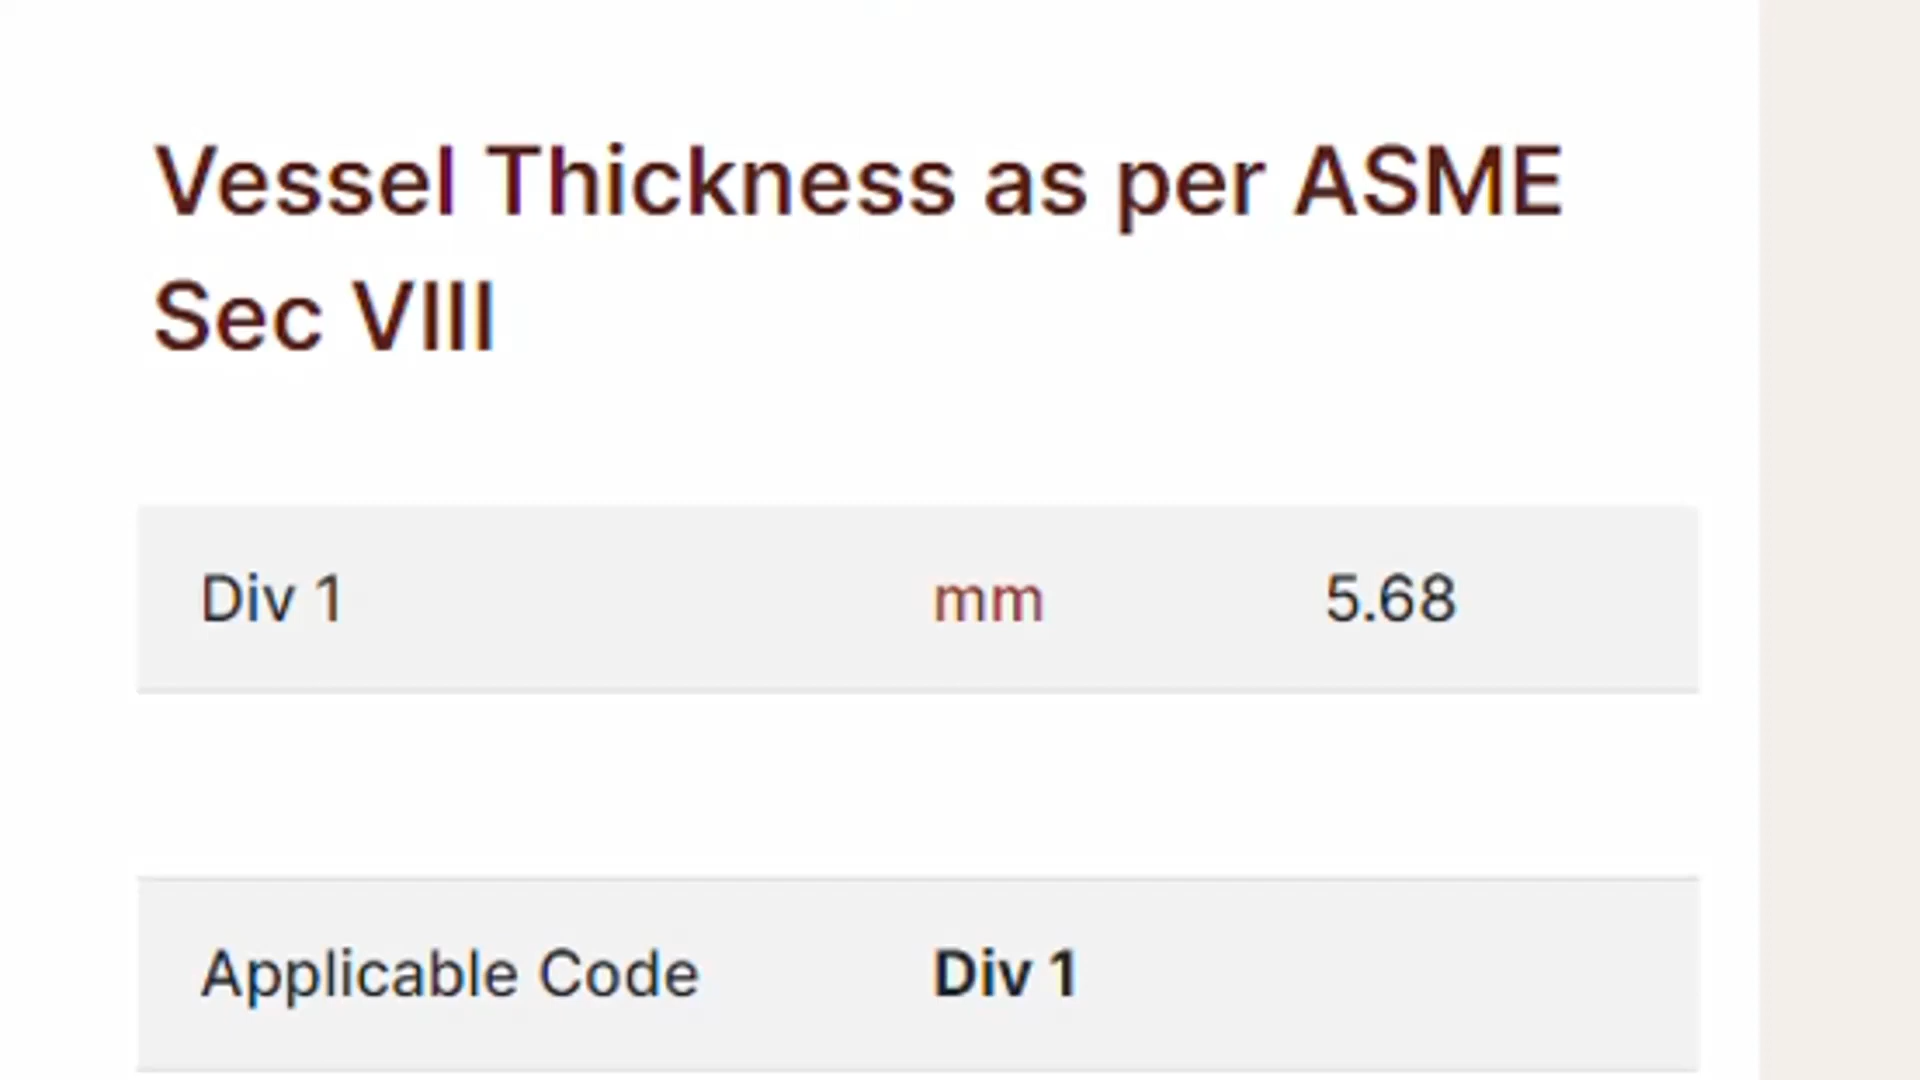 Vessel Thickness as per ASME
Sec VIII
Div 1 mm 5.68
Applicable Code Div 1